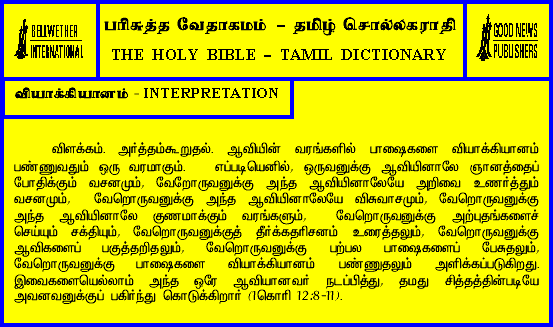 BELLWETHER
INTERNATIONAL
பரிசுத்த வேதாகமம் – தமிழ் சொல்லகராதி
THE HOLY BIBLE – TAMIL DICTIONARY
GOOD NEWS
PUBLISHERS
வியாக்கியானம் - INTERPRETATION
விளக்கம். அர்த்தம்கூறுதல். ஆவியின் வரங்களில் பாஷைகளை வியாக்கியானம்
பண்ணுவதும் ஒரு வரமாகும். எப்படியெனில், ஒருவனுக்கு ஆவியினாலே ஞானத்தைப்
போதிக்கும் வசனமும், வேறொருவனுக்கு அந்த ஆவியினாலேயே அறிவை உணர்த்தும்
வசனமும், வேறொருவனுக்கு அந்த ஆவியினாலேயே விசுவாசமும், வேறொருவனுக்கு
அந்த ஆவியினாலே குணமாக்கும் வரங்களும், வேறொருவனுக்கு அற்புதங்களைச்
செய்யும் சக்தியும், வேறொருவனுக்குத் தீர்க்கதரிசனம் உரைத்தலும், வேறொருவனுக்கு
ஆவிகளைப் பகுத்தறிதலும், வேறொருவனுக்கு பற்பல பாஷைகளைப் பேசுதலும்,
வேறொருவனுக்கு பாஷைகளை வியாக்கியானம் பண்ணுதலும் அளிக்கப்படுகிறது.
இவைகளையெல்லாம் அந்த ஒரே ஆவியானவர் நடப்பித்து, தமது சித்தத்தின்படியே
அவனவனுக்குப் பகிர்ந்து கொடுக்கிறார் (1கொரி 12:8-11).